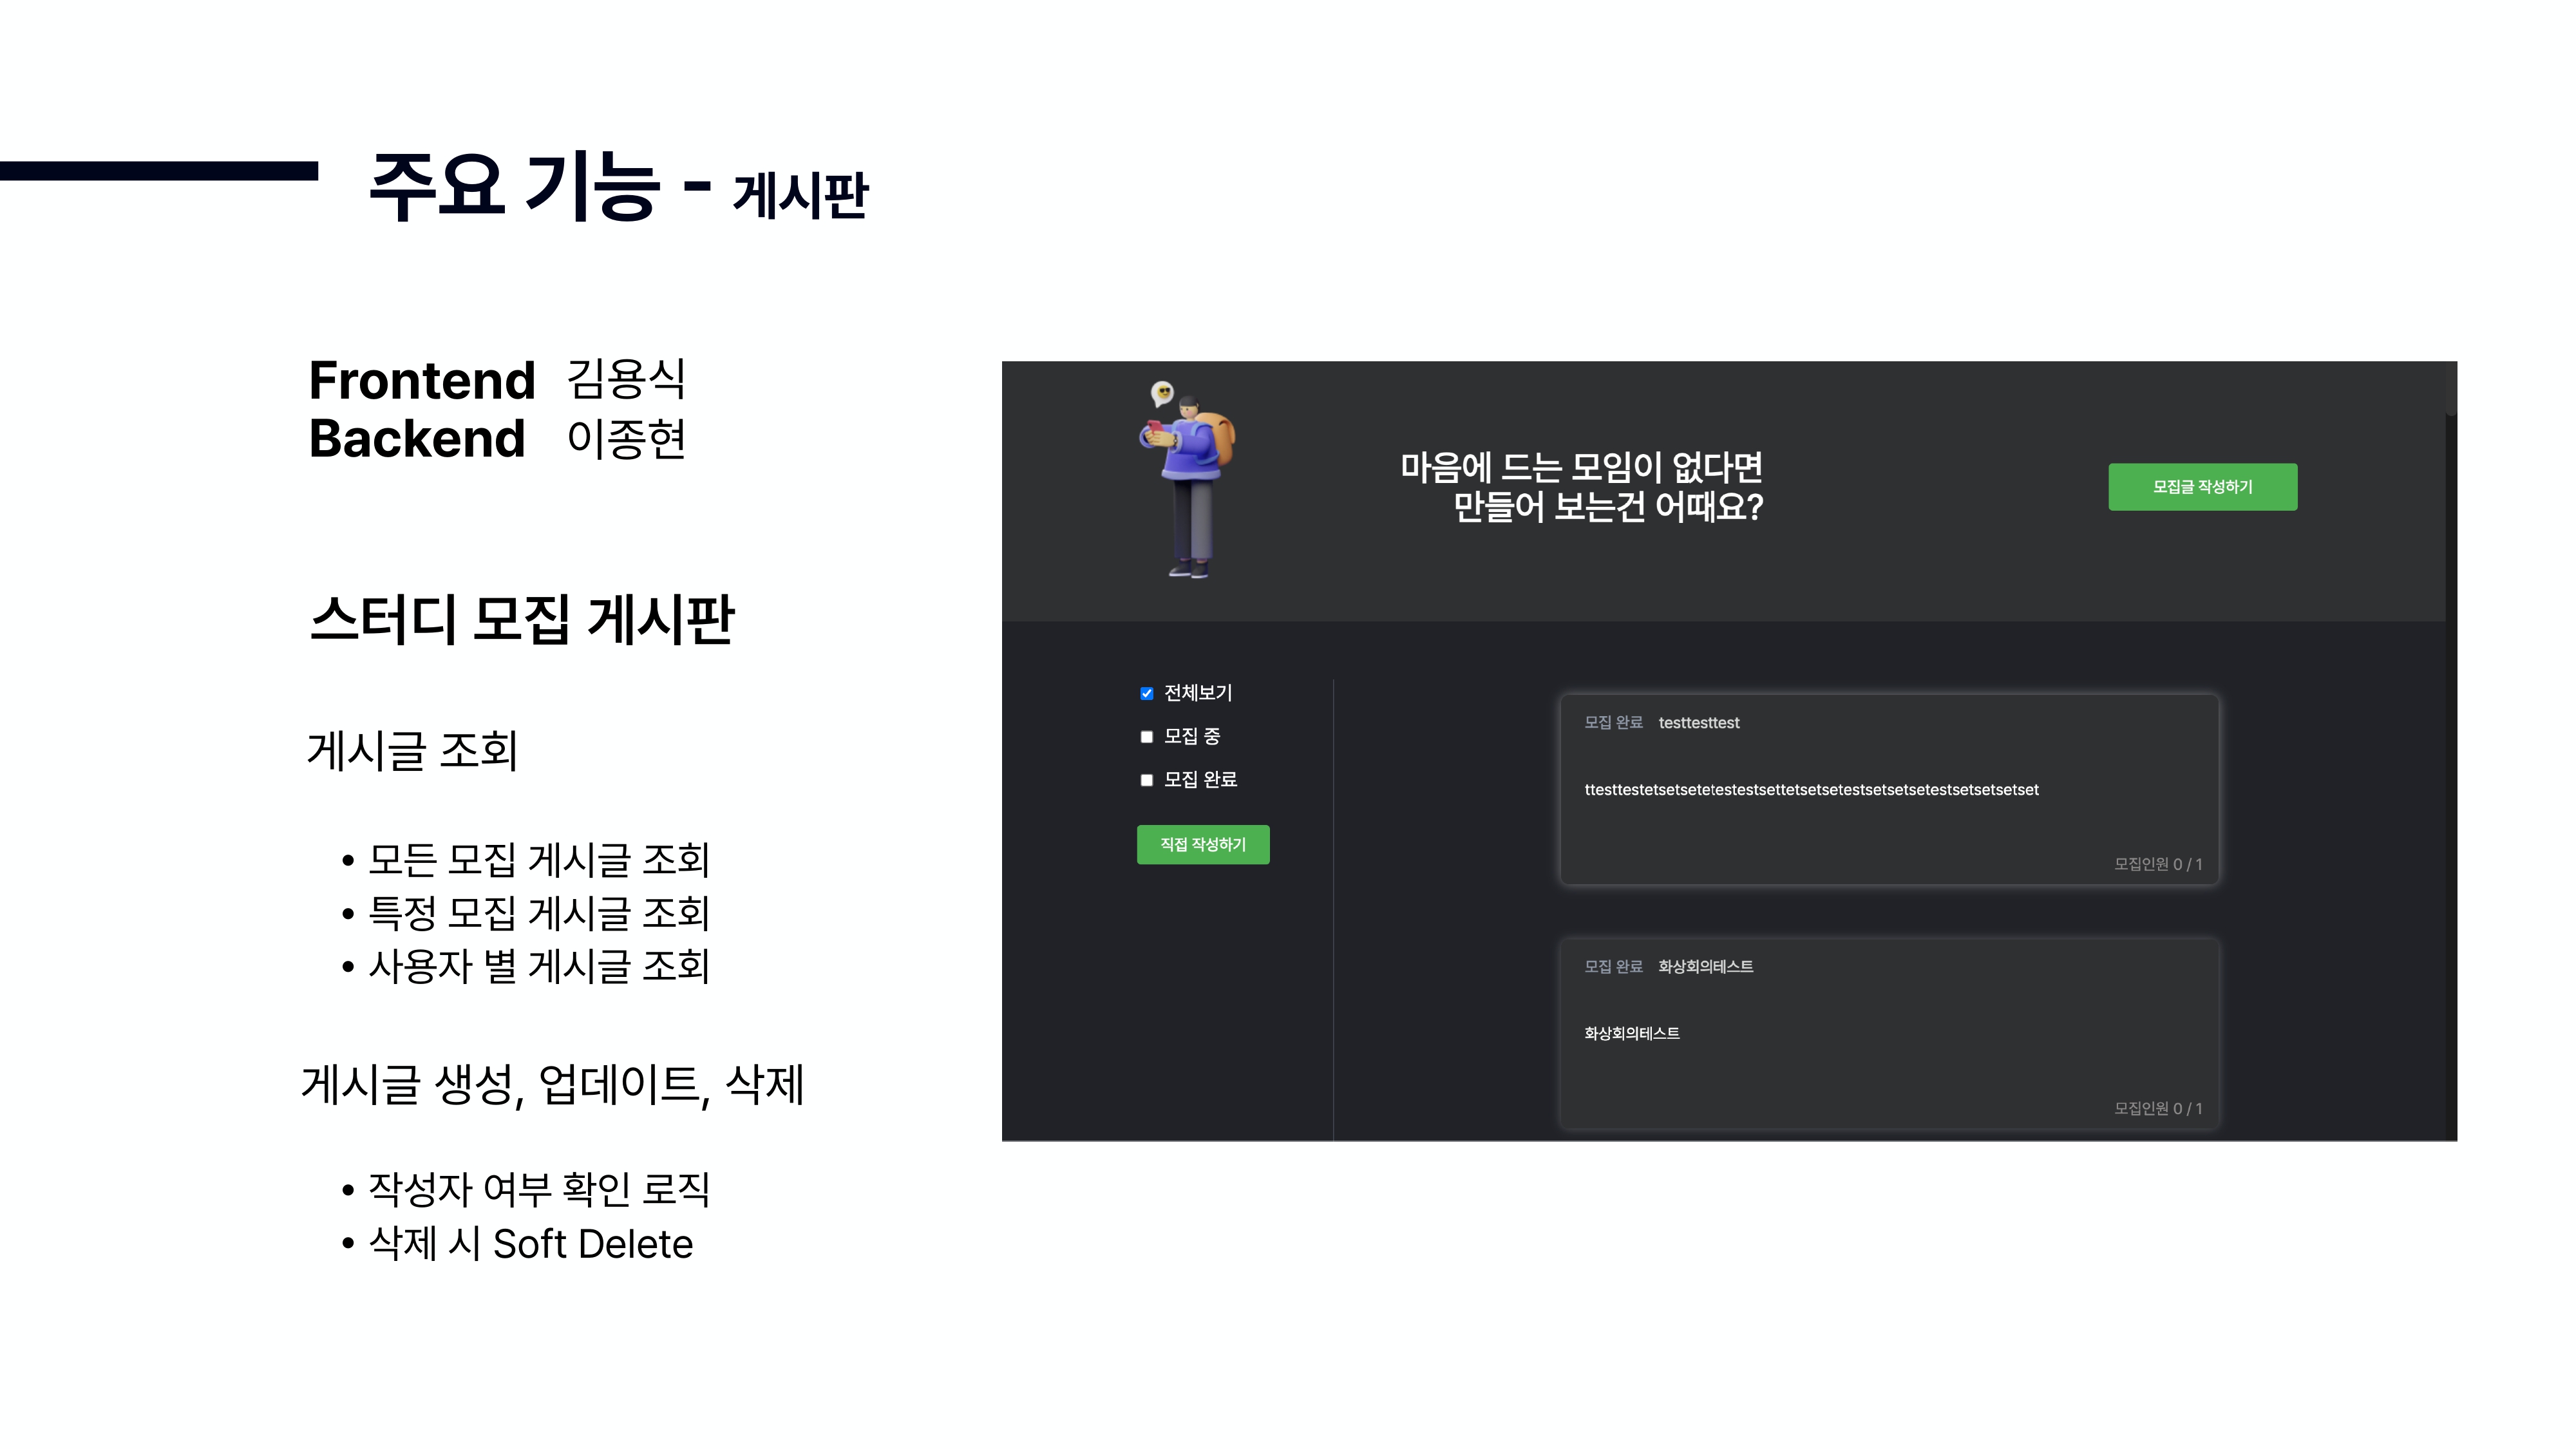 주요 기능 - 게시판
Frontend 김용식
Backend 이종현
스터디 모집 게시판
게시글 조회
• 모든 모집 게시글 조회
• 특정 모집 게시글 조회
• 사용자 별 게시글 조회
게시글 생성, 업데이트, 삭제
• 작성자 여부 확인 로직
• 삭제 시 Soft Delete
마음에 드는 모임이 없다면
만들어 보는건 어때요?
모집글 작성하기
전체보기
모집 중
모집 완료
직접 작성하기
모집 완료 testtesttest
ttesttestetsetsetetestestsettetsetsetestsetsetsetestsetsetsetset
모집인원 0 / 1
모집 완료 화상회의테스트
화상회의테스트
모집인원 0 / 1